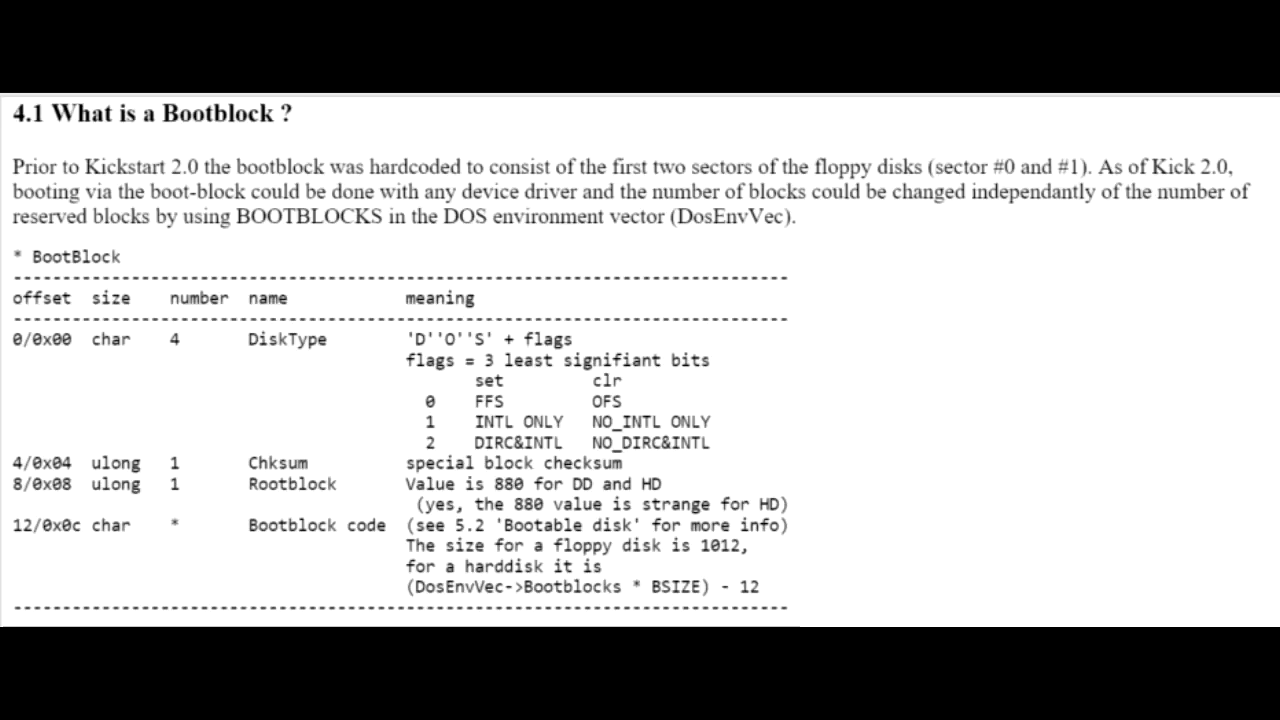 4.1 What is a Bootblock ?
Prior to Kickstart 2.0 the bootblock was hardcoded to consist of the first two sectors of the floppy disks (sector #0 and #1). As of Kick 2.0,
booting via the boot-block could be done with any device driver and the number of blocks could be changed independantly of the number of
reserved blocks by using BOOTBLOCKS in the DOS environment vector (DosEnvVec).
* BootBlock
-------------------------------------------------------------------------------
offset  size    number  name            meaning
-------------------------------------------------------------------------------
0/0x00  char    4       DiskType        'D''O''S' + flags
                                        flags = 3 least signifiant bits
                                               set         clr
                                          0    FFS         OFS
                                          1    INTL ONLY   NO_INTL ONLY
                                          2    DIRC&INTL   NO_DIRC&INTL
4/0x04  ulong   1       Chksum          special block checksum
8/0x08  ulong   1       Rootblock       Value is 880 for DD and HD
                                         (yes, the 880 value is strange for HD)
12/0x0c char    *       Bootblock code  (see 5.2 'Bootable disk' for more info)
                                        The size for a floppy disk is 1012,
                                        for a harddisk it is
                                        (DosEnvVec->Bootblocks * BSIZE) - 12
-------------------------------------------------------------------------------